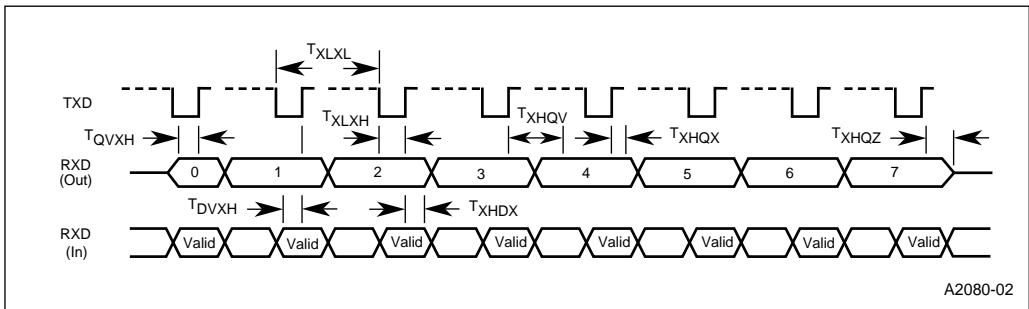 TXLXL
TXD
TXLXH
TXHQV
TQVXH
TXHQX
TXHQZ
RXD
(Out)
0 1 2 3 4 5 6 7
TDVXH
TXHDX
RXD
(In)
Valid Valid Valid Valid Valid Valid Valid Valid
A2080-02